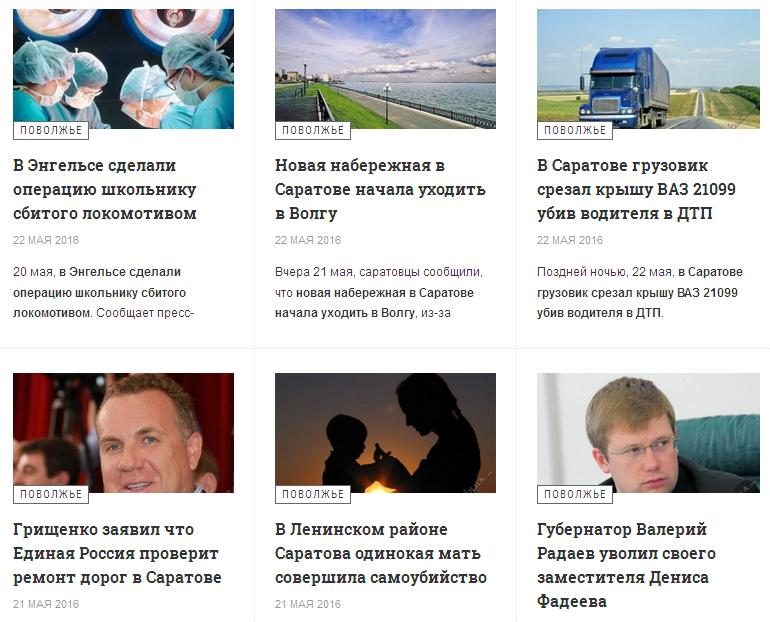 ПОВОЛЖЬЕ
В Энгельсе сделали
операцию школьнику
сбитого локомотивом
22 МАЯ 2016
20 мая, в Энгельсе сделали
операцию школьнику сбитого
локомотивом. Сообщает пресс-
ПОВОЛЖЬЕ
Новая набережная в
Саратове начала уходить
в Волгу
22 МАЯ 2016
Вчера 21 мая, саратовцы сообщили,
что новая набережная в Саратове
начала уходить в Волгу, из-за
ПОВОЛЖЬЕ
В Саратове грузовик
срезал крышу ВАЗ 21099
убив водителя в ДТП
22 МАЯ 2016
Поздней ночью, 22 мая, в Саратове
грузовик срезал крышу ВАЗ 21099
убив водителя в ДТП.
ПОВОЛЖЬЕ
Грищенко заявил что
Единая Россия проверит
ремонт дорог в Саратове
21 МАЯ 2016
ПОВОЛЖЬЕ
В Ленинском районе
Саратова одинокая мать
совершила самоубийство
21 МАЯ 2016
ПОВОЛЖЬЕ
Губернатор Валерий
Радаев уволил своего
заместителя Дениса
Фадеева